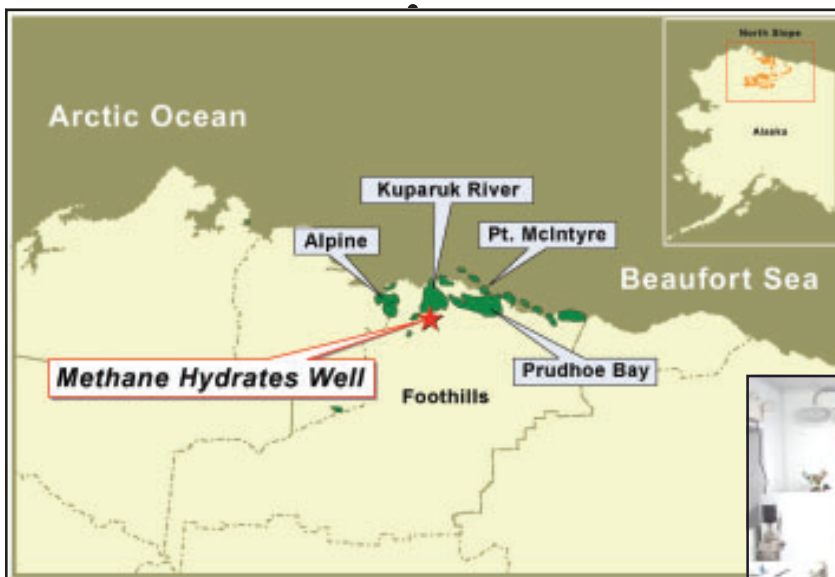 North Slope
Arctic Ocean
Alaska
Kuparuk River
Alpine
Pt. McIntyre
Beaufort Sea
Methane Hydrates Well
Prudhoe Bay
Foothills